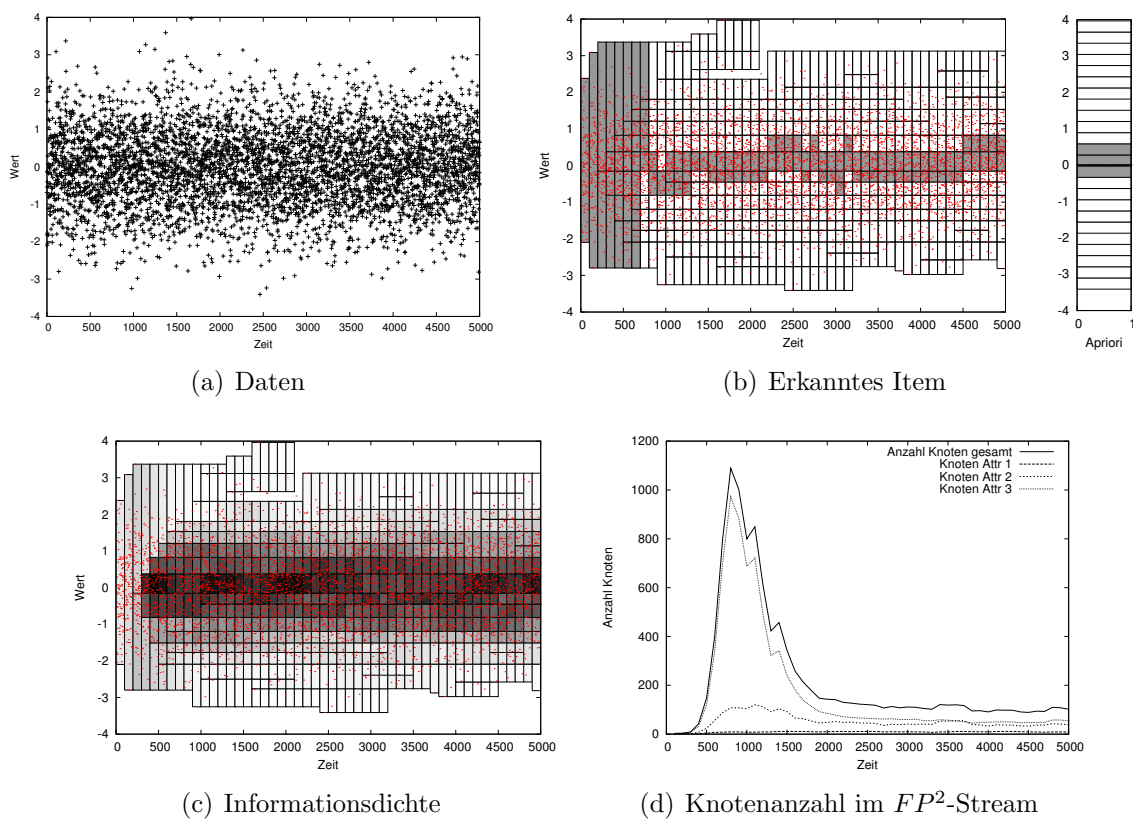 4
3
2
1
0
-1
-2
-3
-4
Wert
0 500 1000 1500 2000 2500 3000 3500 4000 4500 5000
Zeit
(a) Daten
4
3
2
1
0
-1
-2
-3
-4
Wert
0 500 1000 1500 2000 2500 3000 3500 4000 4500 5000
Zeit
4
3
2
1
0
-1
-2
-3
-4
0 1
Apriori
(b) Erkanntes Item
4
3
2
1
0
-1
-2
-3
-4
Wert
0 500 1000 1500 2000 2500 3000 3500 4000 4500 5000
Zeit
(c) Informationsdichte
1200
1000
800
600
400
200
0
Anzahl Knoten
Anzahl Knoten gesamt
Knoten Attr 1
Knoten Attr 2
Knoten Attr 3
0 500 1000 1500 2000 2500 3000 3500 4000 4500 5000
Zeit
(d) Knotenanzahl im FP²-Stream